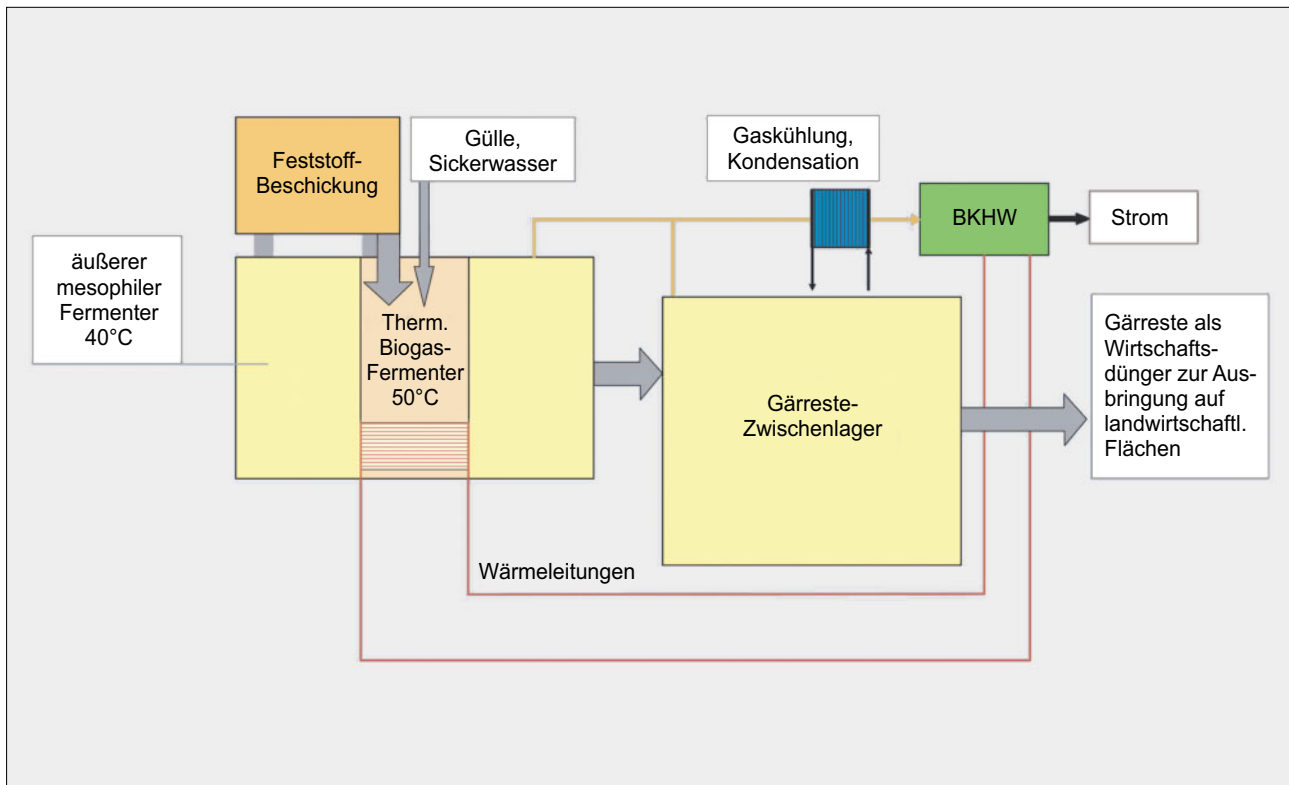 Feststoff-
Beschickung
Gülle,
Sickerwasser
Gaskühlung,
Kondensation
BKHW
Strom
äußerer
mesophiler
Fermenter
40°C
Therm.
Biogas-
Fermenter
50°C
Gärreste-
Zwischenlager
Gärreste als
Wirtschafts-
dünger zur Aus-
bringung auf
landwirtschaftl.
Flächen
Wärmeleitungen